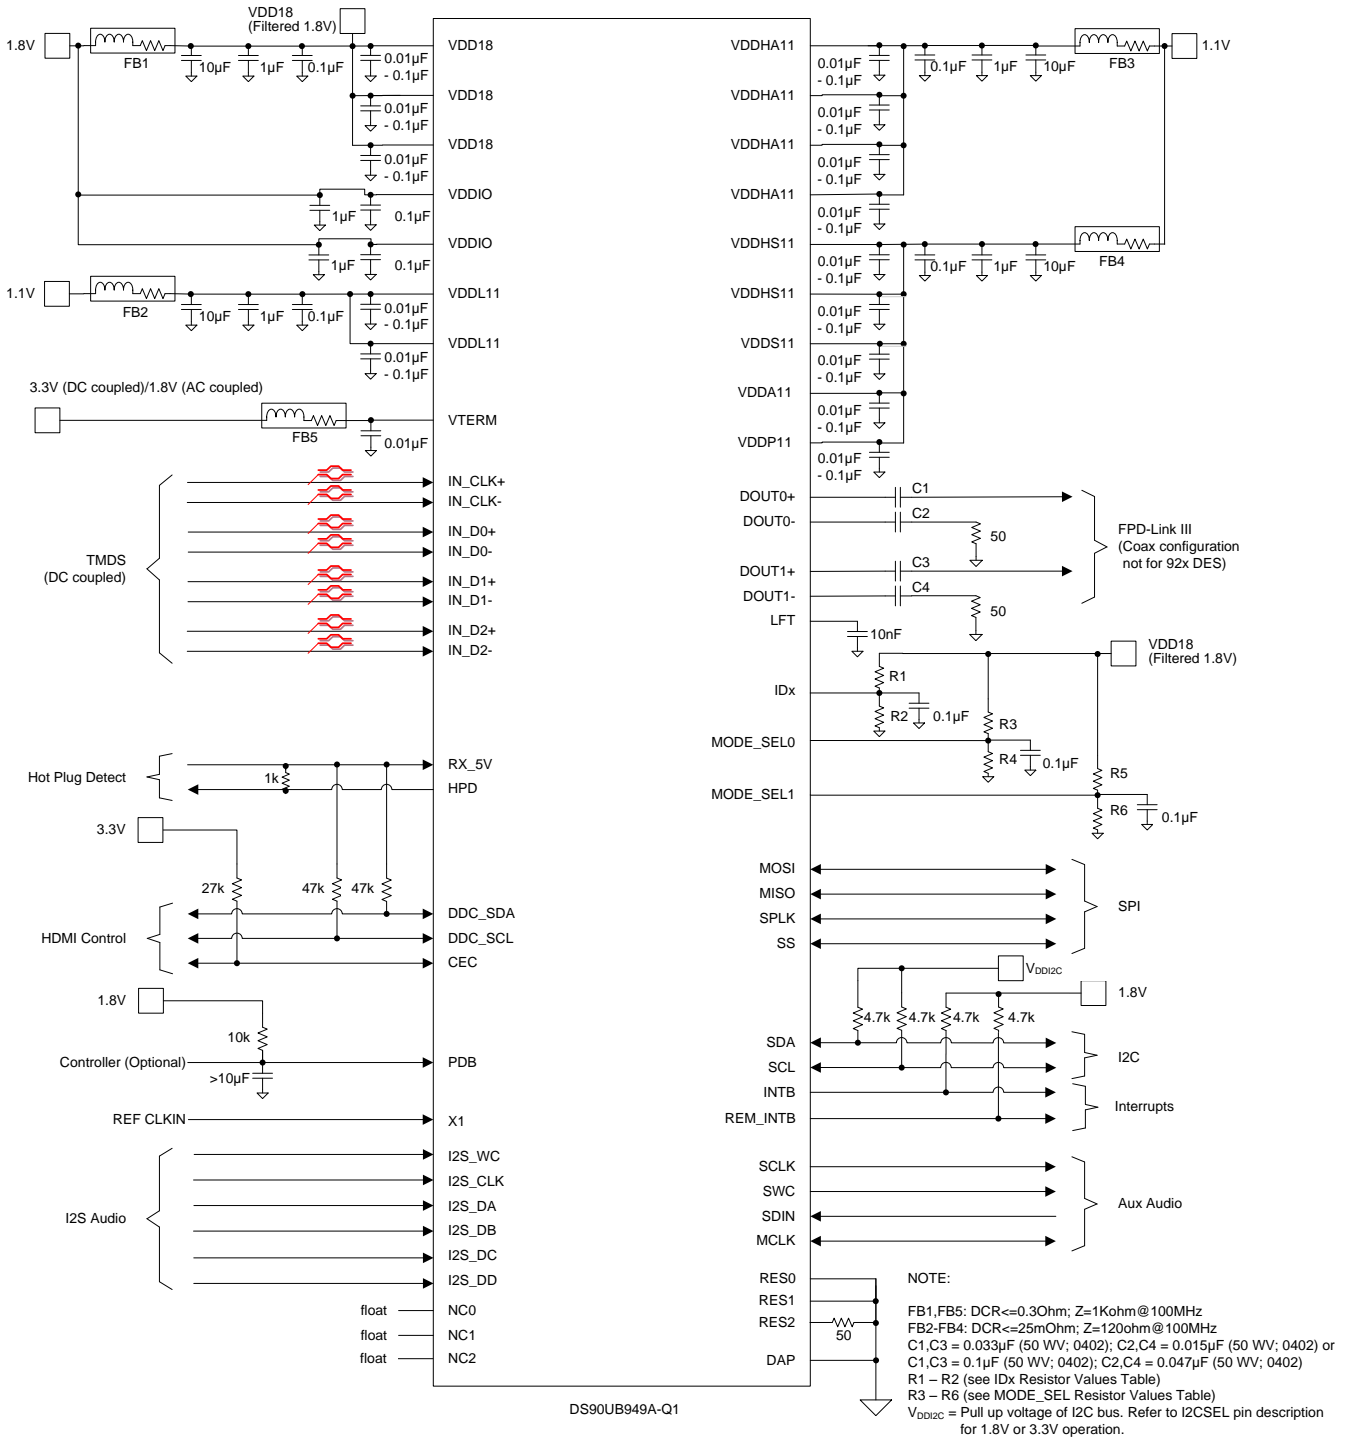 VDD18
(Filtered 1.8V)
1.8V
FB1
10µF
1µF
0.1µF
0.01µF
- 0.1µF
VDD18
0.01µF
- 0.1µF
VDD18
0.01µF
- 0.1µF
VDD18
1µF
0.1µF
VDDIO
1µF
0.1µF
VDDIO
1.1V
FB2
10µF
1µF
0.1µF
0.01µF
- 0.1µF
VDDL11
0.01µF
- 0.1µF
VDDL11
3.3V (DC coupled)/1.8V (AC coupled)
FB5
0.01µF
VTERM
TMDS
(DC coupled)
IN_CLK+
IN_CLK-
IN_D0+
IN_D0-
IN_D1+
IN_D1-
IN_D2+
IN_D2-
Hot Plug Detect
1k
RX_5V
HPD
3.3V
27k
47k
47k
HDMI Control
DDC_SDA
DDC_SCL
CEC
1.8V
10k
Controller (Optional)
>10µF
PDB
REF CLKIN
X1
I2S Audio
I2S_WC
I2S_CLK
I2S_DA
I2S_DB
I2S_DC
I2S_DD
float
NC0
float
NC1
float
NC2
VDDHA11
0.01µF
- 0.1µF
0.1µF
1µF
10µF
FB3
1.1V
VDDHA11
0.01µF
- 0.1µF
VDDHA11
0.01µF
- 0.1µF
VDDHA11
0.01µF
- 0.1µF
VDDHS11
0.01µF
- 0.1µF
0.1µF
1µF
10µF
FB4
VDDHS11
0.01µF
- 0.1µF
VDDS11
0.01µF
- 0.1µF
VDDA11
0.01µF
- 0.1µF
VDDP11
0.01µF
- 0.1µF
DOUT0+
C1
DOUT0-
C2
50
DOUT1+
C3
DOUT1-
C4
50
FPD-Link III
(Coax configuration
not for 92x DES)
LFT
10nF
VDD18
(Filtered 1.8V)
R1
IDx
R2
0.1µF
R3
MODE_SEL0
R4
0.1µF
R5
MODE_SEL1
R6
0.1µF
MOSI
MISO
SPLK
SS
SPI
VDDI2C
1.8V
4.7k
4.7k
4.7k
4.7k
SDA
SCL
I2C
INTB
REM_INTB
Interrupts
SCLK
SWC
SDIN
MCLK
Aux Audio
RES0
RES1
RES2
50
DAP
DS90UB949A-Q1
NOTE:
FB1,FB5: DCR<=0.3Ohm; Z=1Kohm@100MHz
FB2-FB4: DCR<=25mOhm; Z=120ohm@100MHz
C1,C3 = 0.033µF (50 WV; 0402); C2,C4 = 0.015µF (50 WV; 0402) or
C1,C3 = 0.1µF (50 WV; 0402); C2,C4 = 0.047µF (50 WV; 0402)
R1 – R2 (see IDx Resistor Values Table)
R3 – R6 (see MODE_SEL Resistor Values Table)
VDDI2C = Pull up voltage of I2C bus. Refer to I2CSEL pin description
for 1.8V or 3.3V operation.